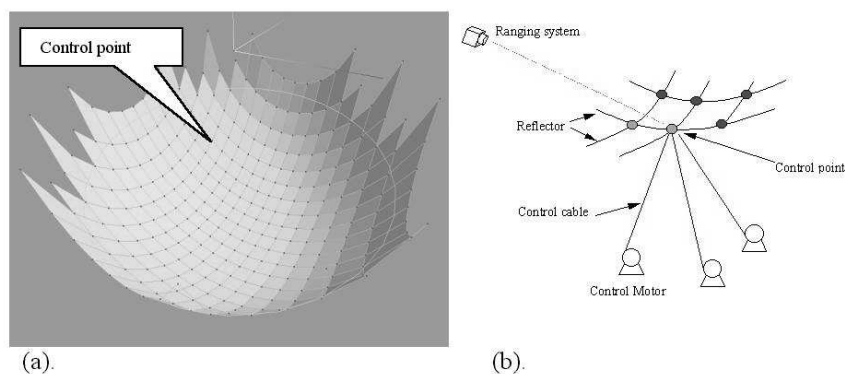 Control point
Ranging system
Reflector
Control point
Control cable
Control Motor
(a).
(b).